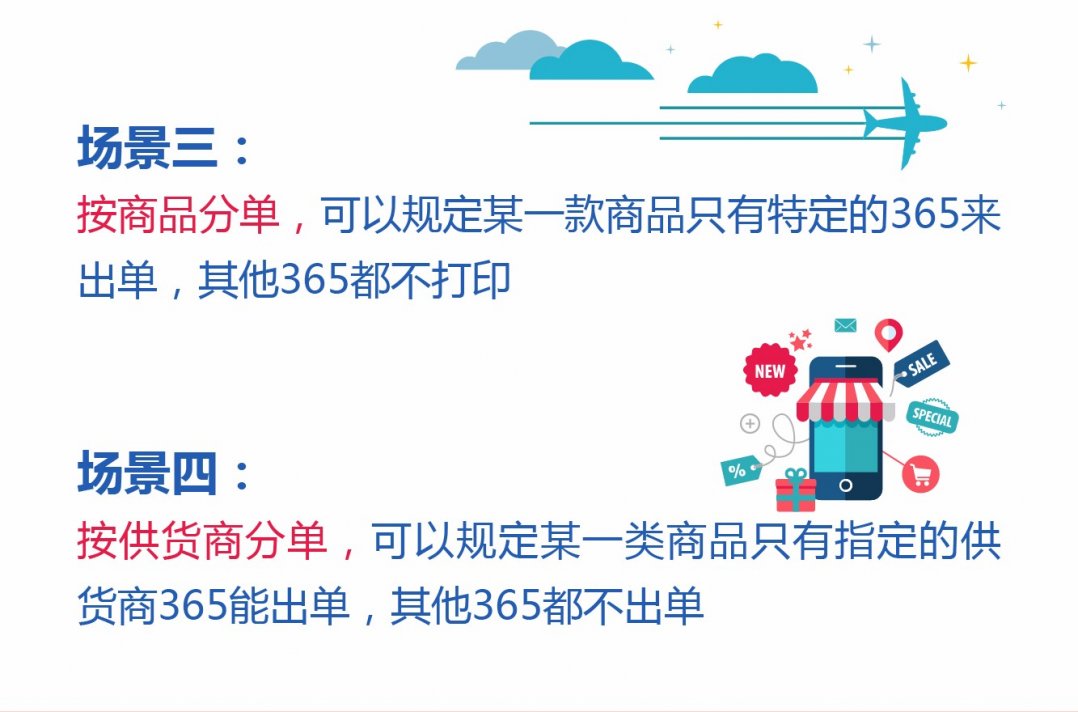 场景三：
按商品分单，可以规定某一款商品只有特定的365来
出单，其他365都不打印
NEW
SALE
SPECIAL
%
场景四：
按供货商分单，可以规定某一类商品只有指定的供
货商365能出单，其他365都不出单